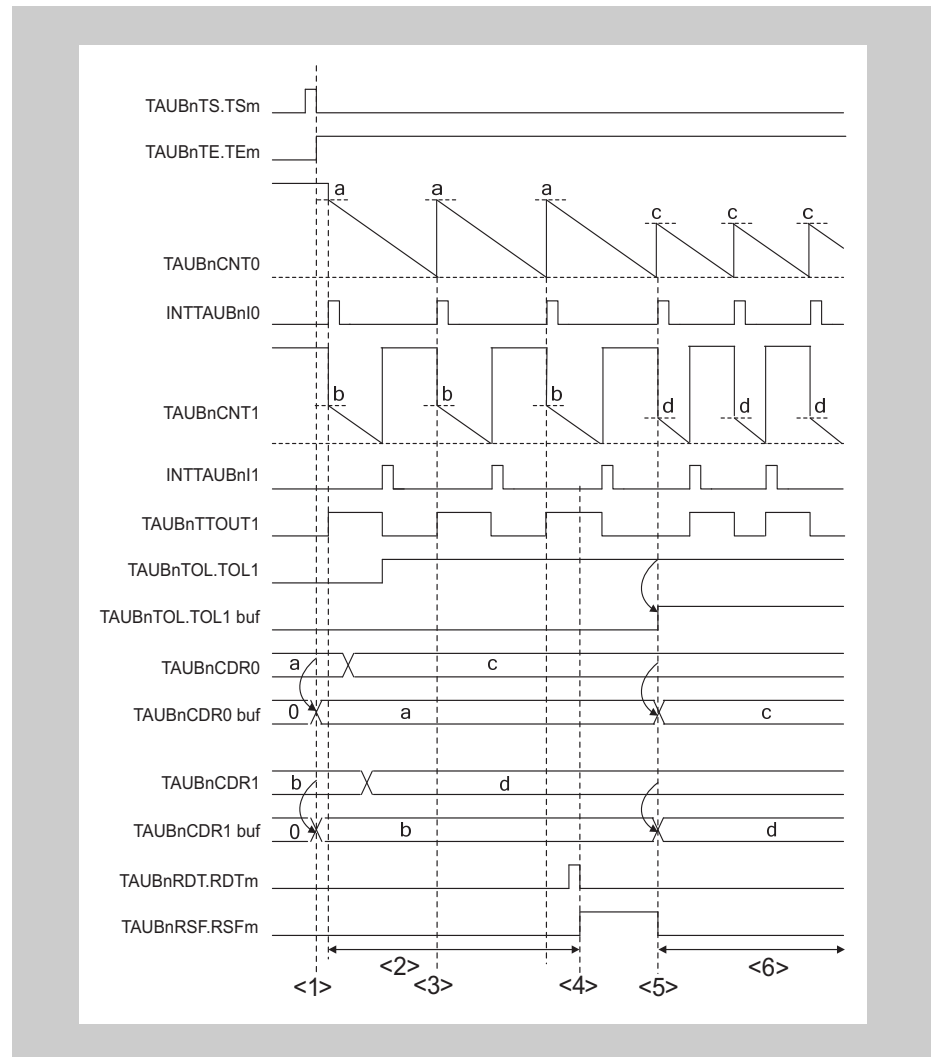 TAUBnTS.TSm
TAUBnTE.TEm
a a a
c c c
TAUBnCNT0
INTTAUBnI0
b b b
d d d
TAUBnCNT1
INTTAUBnI1
TAUBnTTOUT1
TAUBnTOL.TOL1
TAUBnTOL.TOL1 buf
TAUBnCDR0 a c
TAUBnCDR0 buf 0 a c
TAUBnCDR1 b d
TAUBnCDR1 buf 0 b d
TAUBnRDT.RDTm
TAUBnRSF.RSFm
<2> <6>
<1> <3> <4> <5>